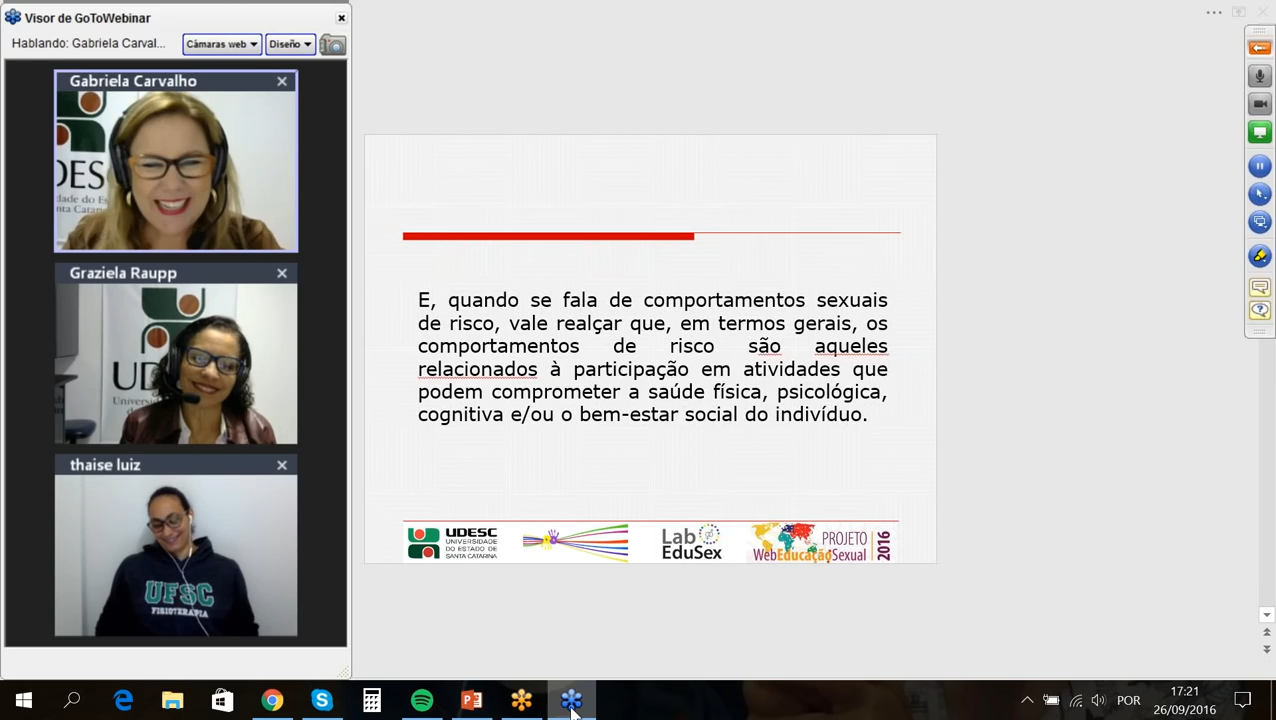 Visor de GoToWebinar
Hablando: Gabriela Carval...
Cámaras web
Diseño
Gabriela Carvalho
UDESC
Graziela Raupp
thaise luiz
UFSC
FISIOTERAPIA
E, quando se fala de comportamentos sexuais
de risco, vale realçar que, em termos gerais, os
comportamentos de risco são aqueles
relacionados à participação em atividades que
podem comprometer a saúde física, psicológica,
cognitiva e/ou o bem-estar social do indivíduo.
UDESC
UNIVERSIDADE
DO ESTADO DE
SANTA CATARINA
Lab
EduSex
PROJETO
WebEducaçãoSexual
2016
POR
17:21
26/09/2016